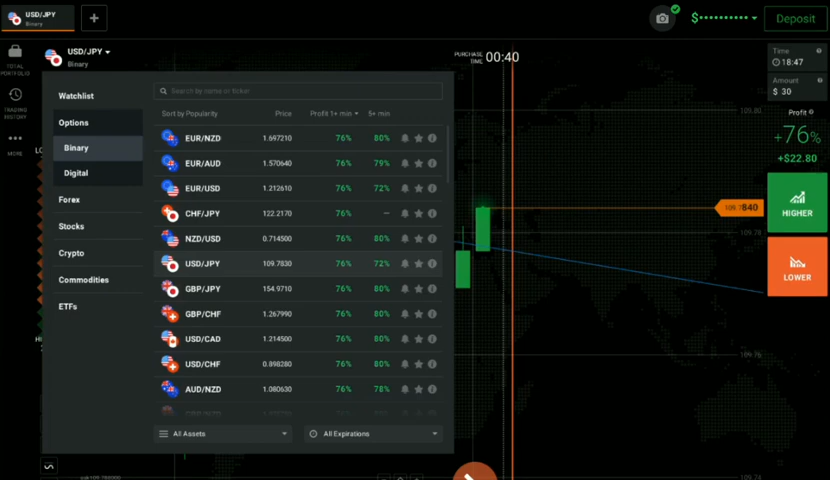 USD/JPY
Binary
+
$•••••••••••
Deposit
TOTAL PORTFOLIO
TRADING HISTORY
MORE
USD/JPY
Binary
PURCHASE TIME 00:40
Time
18:47
Amount
$ 30
Profit
+76%
+$22.80
HIGHER
LOWER
Watchlist
Options
Binary
Digital
Forex
Stocks
Crypto
Commodities
ETFs
Search by name or ticker
Sort by Popularity Price Profit 1+ min 5+ min
EUR/NZD 1.697210 76% 80%
EUR/AUD 1.570640 76% 79%
EUR/USD 1.212610 76% 72%
CHF/JPY 122.2170 76% –
NZD/USD 0.714500 76% 80%
USD/JPY 109.7830 76% 72%
GBP/JPY 154.9710 76% 80%
GBP/CHF 1.267990 76% 80%
USD/CAD 1.214500 76% 80%
USD/CHF 0.898280 76% 80%
AUD/NZD 1.080630 76% 78%
All Assets All Expirations
109.80
109.7840
109.78
109.76
109.74